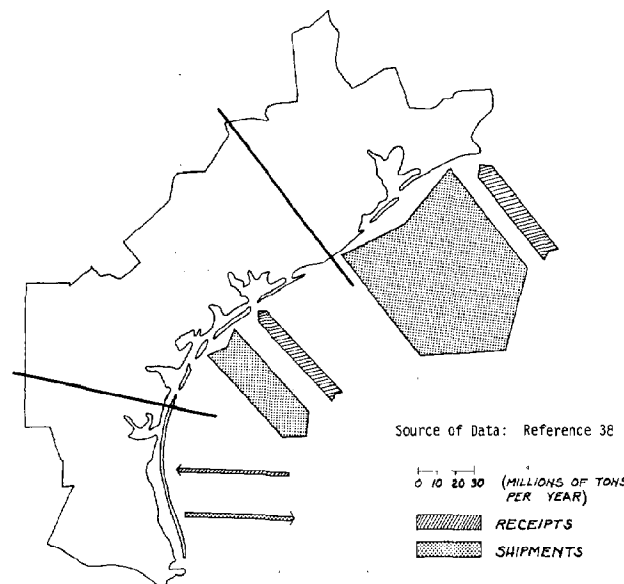 Source of Data: Reference 38
0 10 20 30 (MILLIONS OF TONS
PER YEAR)
RECEIPTS
SHIPMENTS